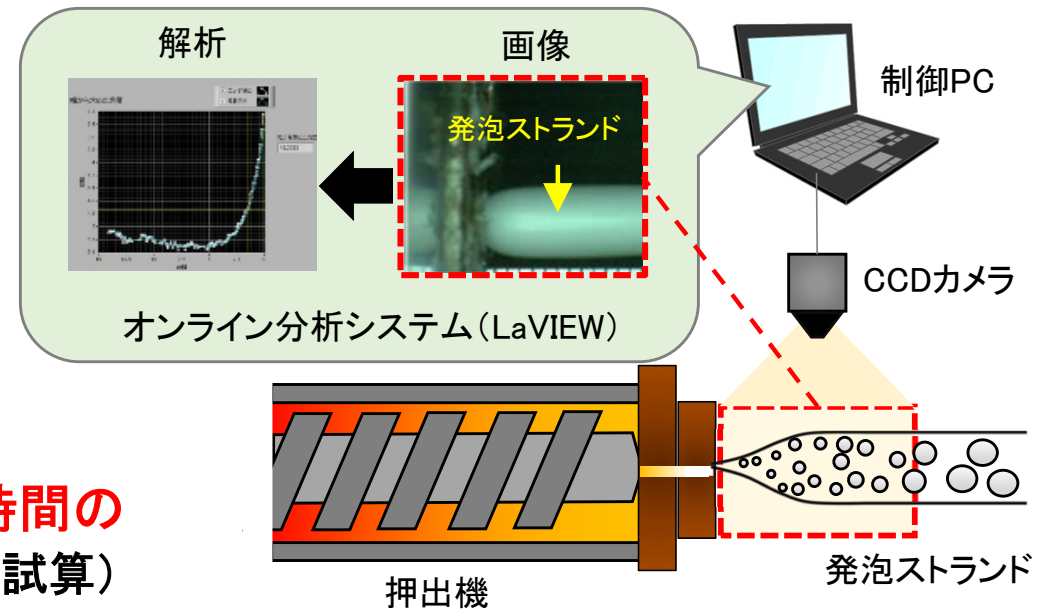 解析
画像
制御PC
発泡ストランド
CCDカメラ
オンライン分析システム（LaVIEW）
時間の
試算）
押出機
発泡ストランド